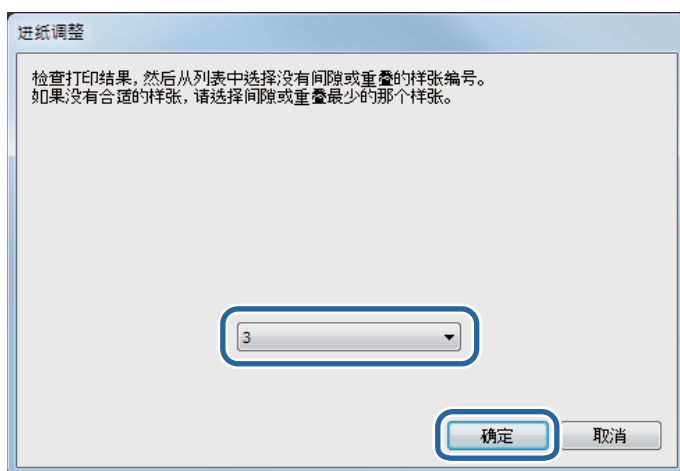 进纸调整
检查打印结果，然后从列表中选择没有间隙或重叠的样张编号。
如果没有合适的样张，请选择间隙或重叠最少的那个样张。
3
确定
取消